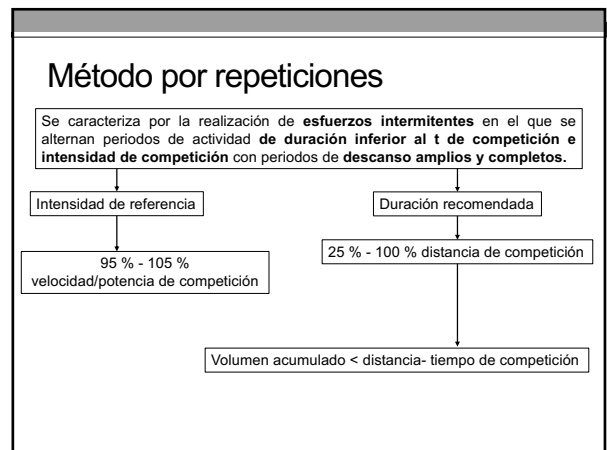 Método por repeticiones
Se caracteriza por la realización de esfuerzos intermitentes en el que se
alternan periodos de actividad de duración inferior al t de competición e
intensidad de competición con periodos de descanso amplios y completos.
Intensidad de referencia
Duración recomendada
95 % - 105 %
velocidad/potencia de competición
25 % - 100 % distancia de competición
Volumen acumulado < distancia- tiempo de competición